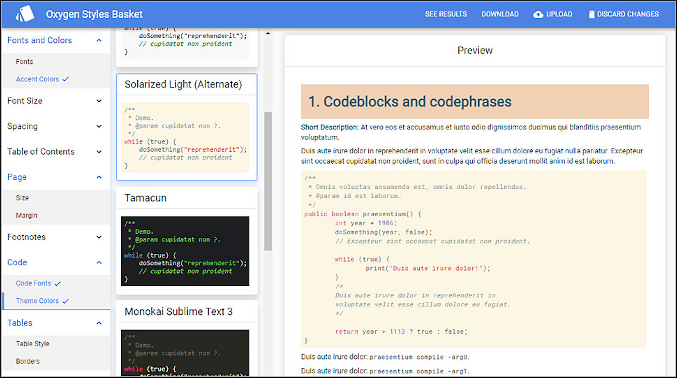 Oxygen Styles Basket
SEE RESULTS
DOWNLOAD
UPLOAD
DISCARD CHANGES
Fonts and Colors
Fonts
Accent Colors
Font Size
Spacing
Table of Contents
Page
Size
Margin
Footnotes
Code
Code Fonts
Theme Colors
Tables
Table Style
Borders
while (true) {
doSomething("reprehenderit");
// cupidatat non proident
}
Solarized Light (Alternate)
/**
* Demo.
* @param cupidatat non ?.
*/
while (true) {
doSomething("reprehenderit");
// cupidatat non proident
}
Tamacun
/**
* Demo.
* @param cupidatat non ?.
*/
while (true) {
doSomething("reprehenderit");
// cupidatat non proident
}
Monokai Sublime Text 3
/**
* Demo.
* @param cupidatat non ?.
*/
while (true) {
doSomething("reprehenderit");
Preview
1. Codeblocks and codephrases
Short Description: At vero eos et accusamus et iusto odio dignissimos ducimus qui blanditiis praesentium
voluptatum.
Duis aute irure dolor in reprehenderit in voluptate velit esse cillum dolore eu fugiat nulla pariatur. Excepteur
sint occaecat cupidatat non proident, sunt in culpa qui officia deserunt mollit anim id est laborum.
/**
* Omnis voluptas assumenda est, omnis dolor repellendus.
* @param id est laborum.
*/
public boolean praesentium() {
int year = 1986;
doSomething(year, false);
// Excepteur sint occaecat cupidatat non proident.
while (true) {
print("Duis aute irure dolor!");
}
/*
Duis aute irure dolor in reprehenderit in
voluptate velit esse cillum dolore eu fugiat.
*/
return year > 1113 ? true : false;
}
Duis aute irure dolor: praesentium compile -arg0.
Duis aute irure dolor: praesentium compile -arg1.